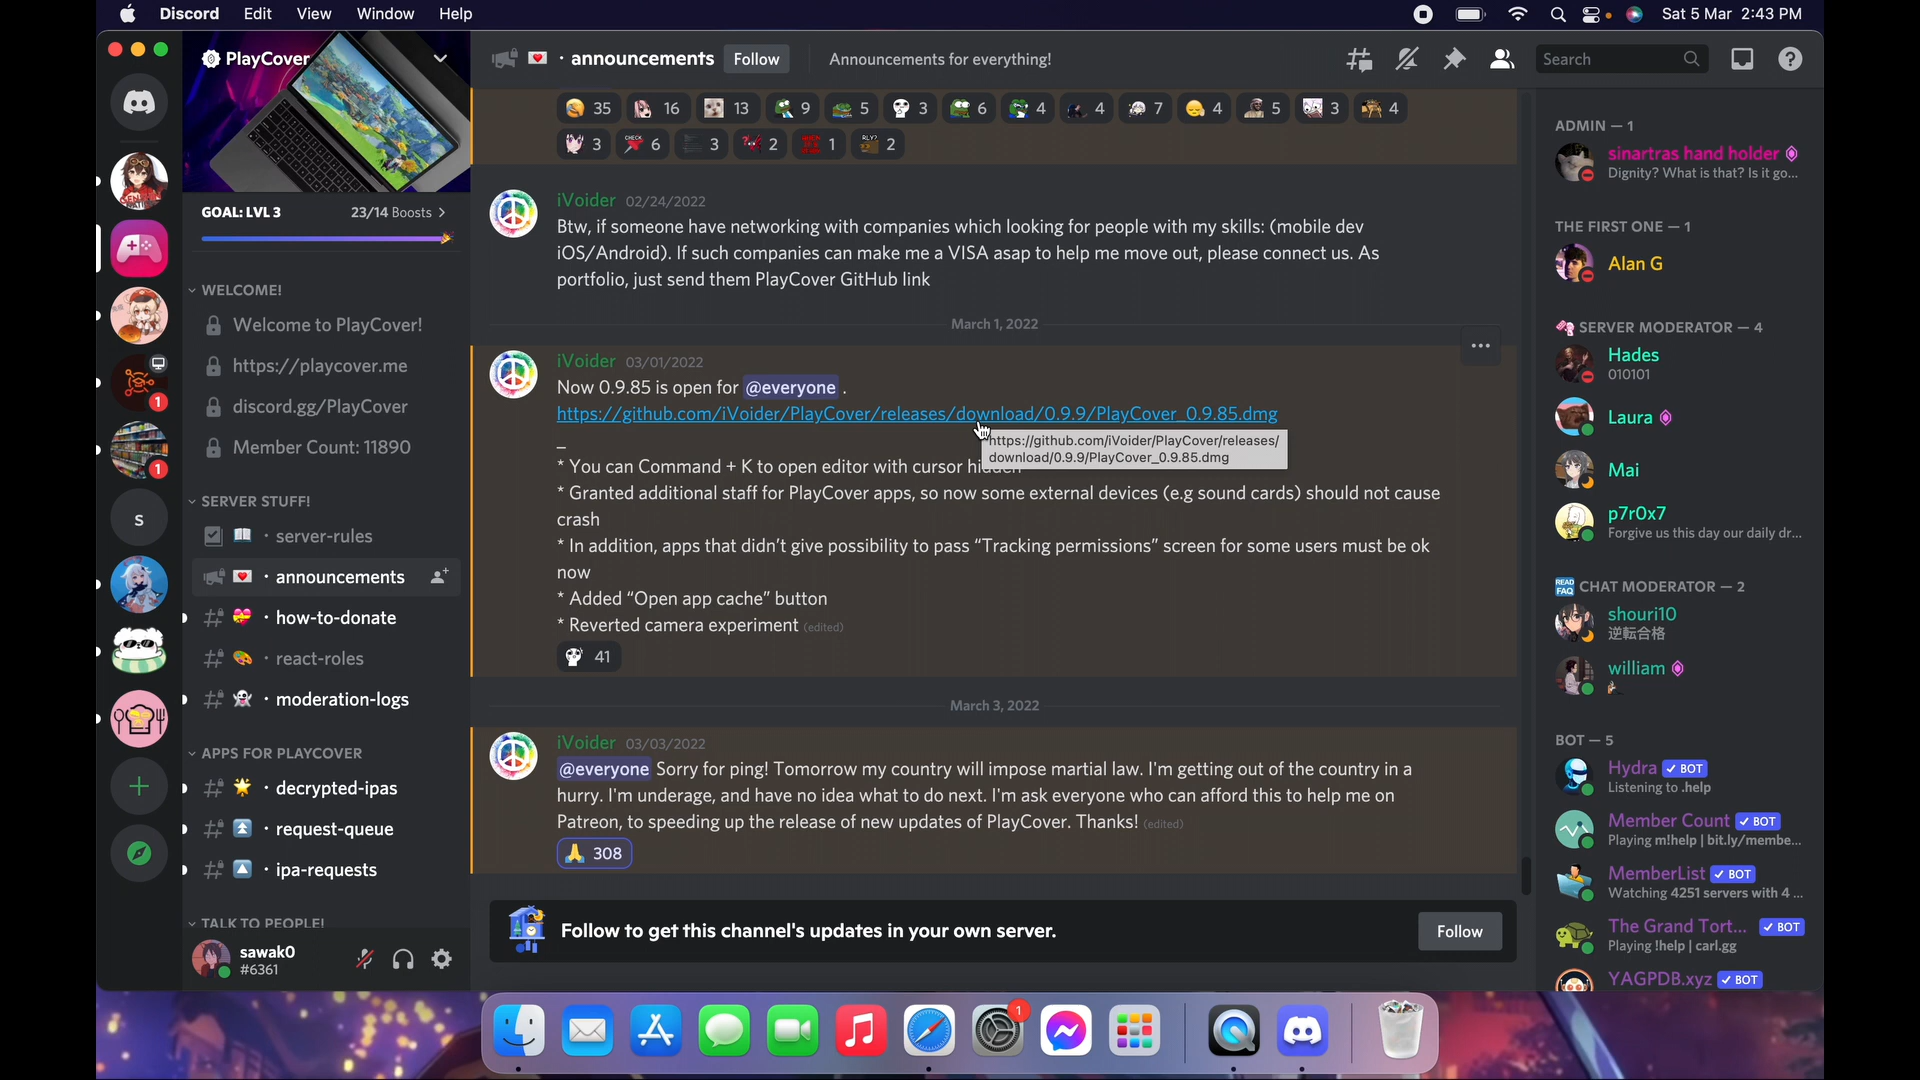 Discord Edit View Window Help
Sat 5 Mar 2:43 PM
PlayCover
GOAL: LVL 3 23/14 Boosts
WELCOME!
Welcome to PlayCover!
https://playcover.me
discord.gg/PlayCover
Member Count: 11890
SERVER STUFF!
server-rules
announcements
how-to-donate
react-roles
moderation-logs
APPS FOR PLAYCOVER
decrypted-ipas
request-queue
ipa-requests
TALK TO PEOPLE!
sawak0
#6361
1
1
s
announcements Follow Announcements for everything!
Search
35 16 13 9 5 3 6 4 4 7 4 5 3 4
3 6 3 2 1 2
iVoider 02/24/2022
Btw, if someone have networking with companies which looking for people with my skills: (mobile dev
iOS/Android). If such companies can make me a VISA asap to help me move out, please connect us. As
portfolio, just send them PlayCover GitHub link
March 1, 2022
iVoider 03/01/2022
Now 0.9.85 is open for @everyone .
https://github.com/iVoider/PlayCover/releases/download/0.9.9/PlayCover_0.9.85.dmg
https://github.com/iVoider/PlayCover/releases/
download/0.9.9/PlayCover_0.9.85.dmg
_
* You can Command + K to open editor with cursor hidden
* Granted additional staff for PlayCover apps, so now some external devices (e.g sound cards) should not cause
crash
* In addition, apps that didn’t give possibility to pass “Tracking permissions” screen for some users must be ok
now
* Added “Open app cache” button
* Reverted camera experiment (edited)
41
March 3, 2022
iVoider 03/03/2022
@everyone Sorry for ping! Tomorrow my country will impose martial law. I'm getting out of the country in a
hurry. I'm underage, and have no idea what to do next. I'm ask everyone who can afford this to help me on
Patreon, to speeding up the release of new updates of PlayCover. Thanks! (edited)
308
Follow to get this channel's updates in your own server.
Follow
ADMIN — 1
sinartras hand holder
Dignity? What is that? Is it go...
THE FIRST ONE — 1
Alan G
SERVER MODERATOR — 4
Hades
010101
Laura
Mai
p7r0x7
Forgive us this day our daily dr...
READ FAQ CHAT MODERATOR — 2
shouri10
逆転合格
william
BOT — 5
Hydra ✓ BOT
Listening to .help
Member Count ✓ BOT
Playing m!help | bit.ly/membe...
MemberList ✓ BOT
Watching 4251 servers with 4 ...
The Grand Tort... ✓ BOT
Playing !help | carl.gg
YAGPDB.xyz ✓ BOT
1